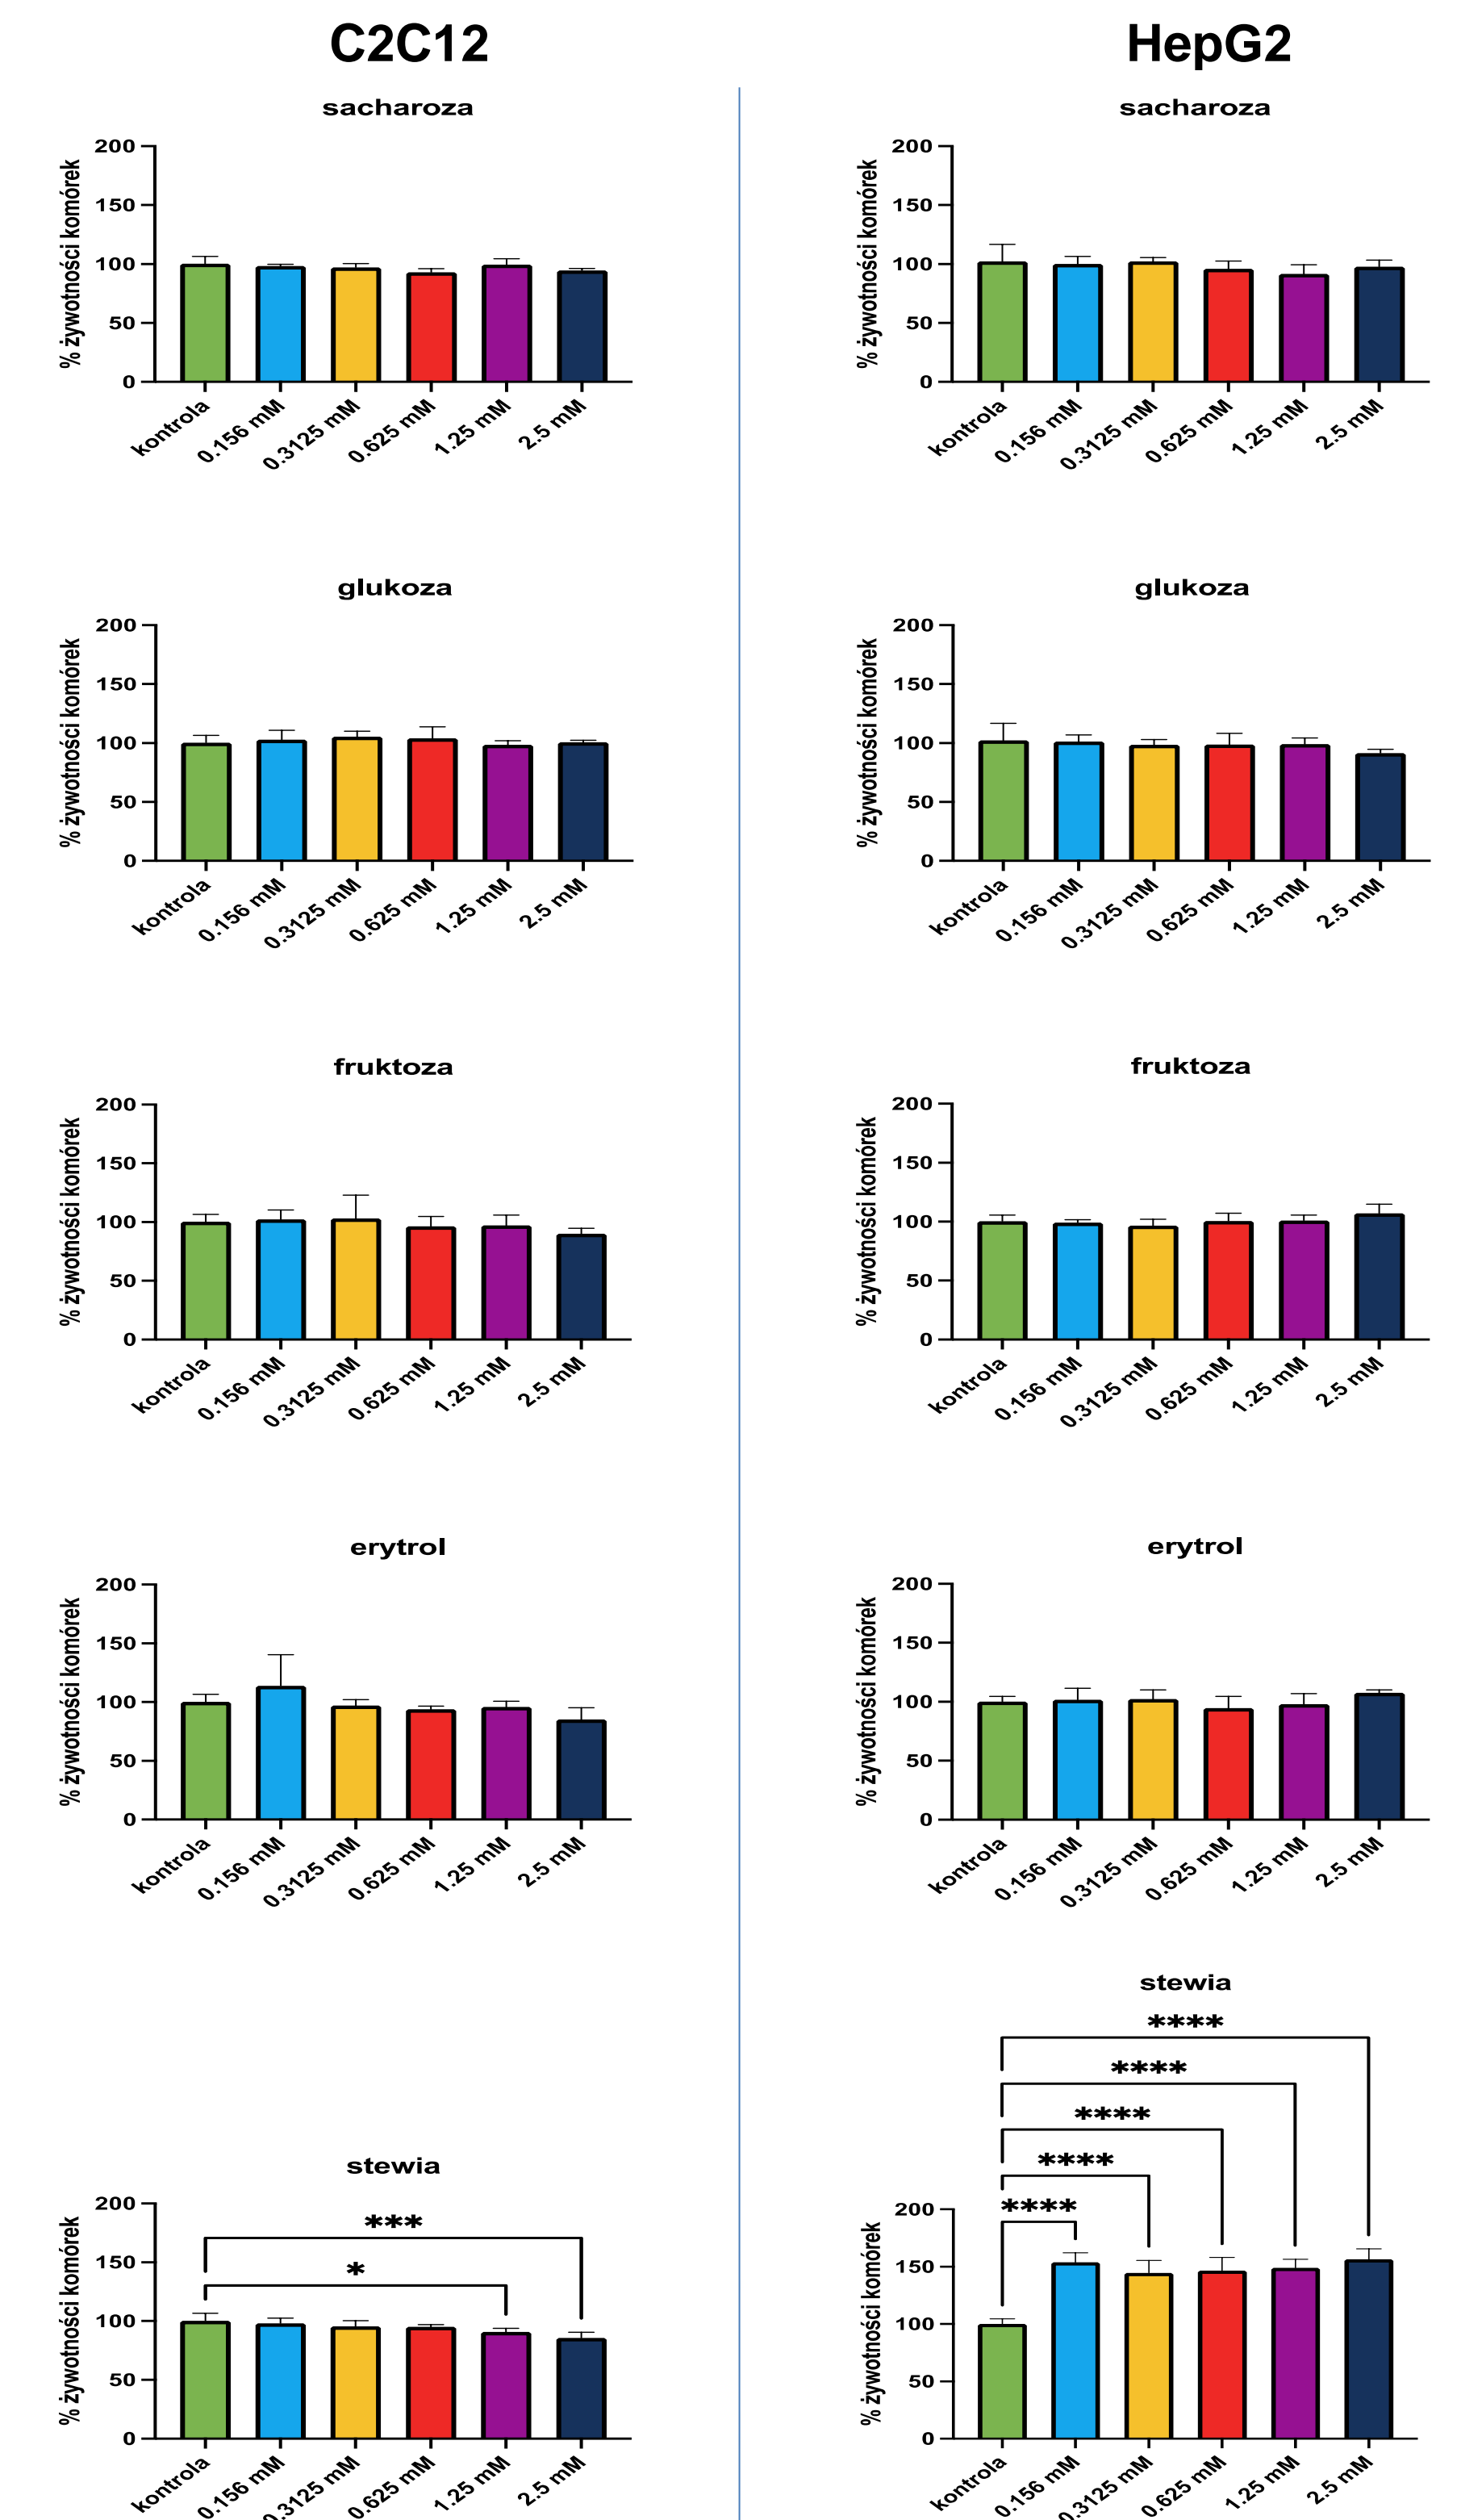 C2C12
HepG2
sacharoza
% żywotności komórek
200
150
100
50
0
kontrola
0.156 mM
0.3125 mM
0.625 mM
1.25 mM
2.5 mM
sacharoza
% żywotności komórek
200
150
100
50
0
kontrola
0.156 mM
0.3125 mM
0.625 mM
1.25 mM
2.5 mM
glukoza
% żywotności komórek
200
150
100
50
0
kontrola
0.156 mM
0.3125 mM
0.625 mM
1.25 mM
2.5 mM
glukoza
% żywotności komórek
200
150
100
50
0
kontrola
0.156 mM
0.3125 mM
0.625 mM
1.25 mM
2.5 mM
fruktoza
% żywotności komórek
200
150
100
50
0
kontrola
0.156 mM
0.3125 mM
0.625 mM
1.25 mM
2.5 mM
fruktoza
% żywotności komórek
200
150
100
50
0
kontrola
0.156 mM
0.3125 mM
0.625 mM
1.25 mM
2.5 mM
erytrol
% żywotności komórek
200
150
100
50
0
kontrola
0.156 mM
0.3125 mM
0.625 mM
1.25 mM
2.5 mM
erytrol
% żywotności komórek
200
150
100
50
0
kontrola
0.156 mM
0.3125 mM
0.625 mM
1.25 mM
2.5 mM
stewia
% żywotności komórek
200
150
100
50
0
***
*
kontrola
0.156 mM
0.3125 mM
0.625 mM
1.25 mM
2.5 mM
stewia
****
****
****
****
****
% żywotności komórek
200
150
100
50
0
kontrola
0.156 mM
0.3125 mM
0.625 mM
1.25 mM
2.5 mM